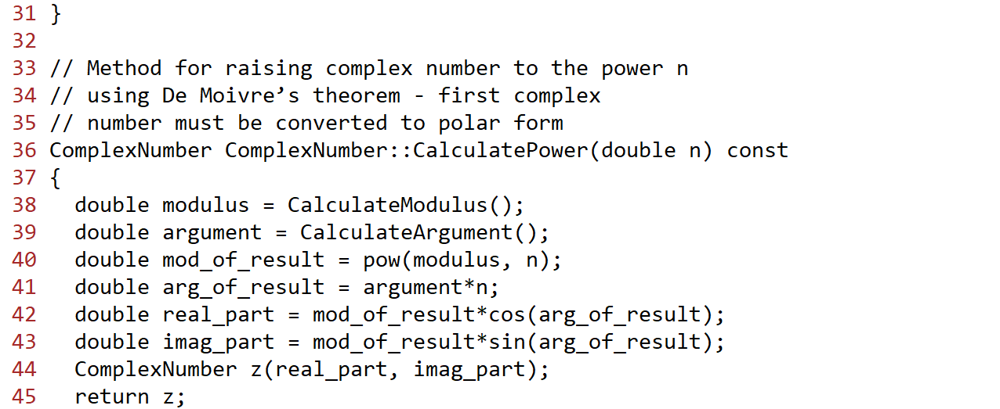 31 }
32
33 // Method for raising complex number to the power n
34 // using De Moivre’s theorem - first complex
35 // number must be converted to polar form
36 ComplexNumber ComplexNumber::CalculatePower(double n) const
37 {
38   double modulus = CalculateModulus();
39   double argument = CalculateArgument();
40   double mod_of_result = pow(modulus, n);
41   double arg_of_result = argument*n;
42   double real_part = mod_of_result*cos(arg_of_result);
43   double imag_part = mod_of_result*sin(arg_of_result);
44   ComplexNumber z(real_part, imag_part);
45   return z;